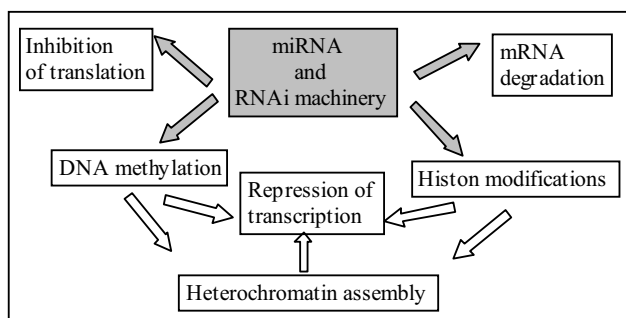 Inhibition
of translation
miRNA
and
RNAi machinery
mRNA
degradation
DNA methylation
Repression of
transcription
Histon modifications
Heterochromatin assembly